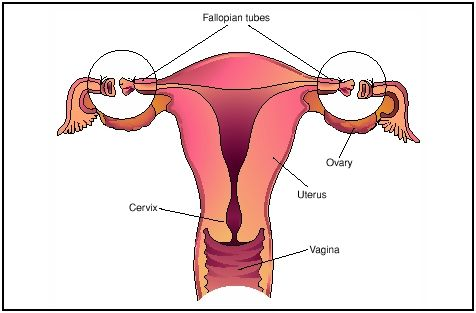 Fallopian tubes
Ovary
Uterus
Cervix
Vagina